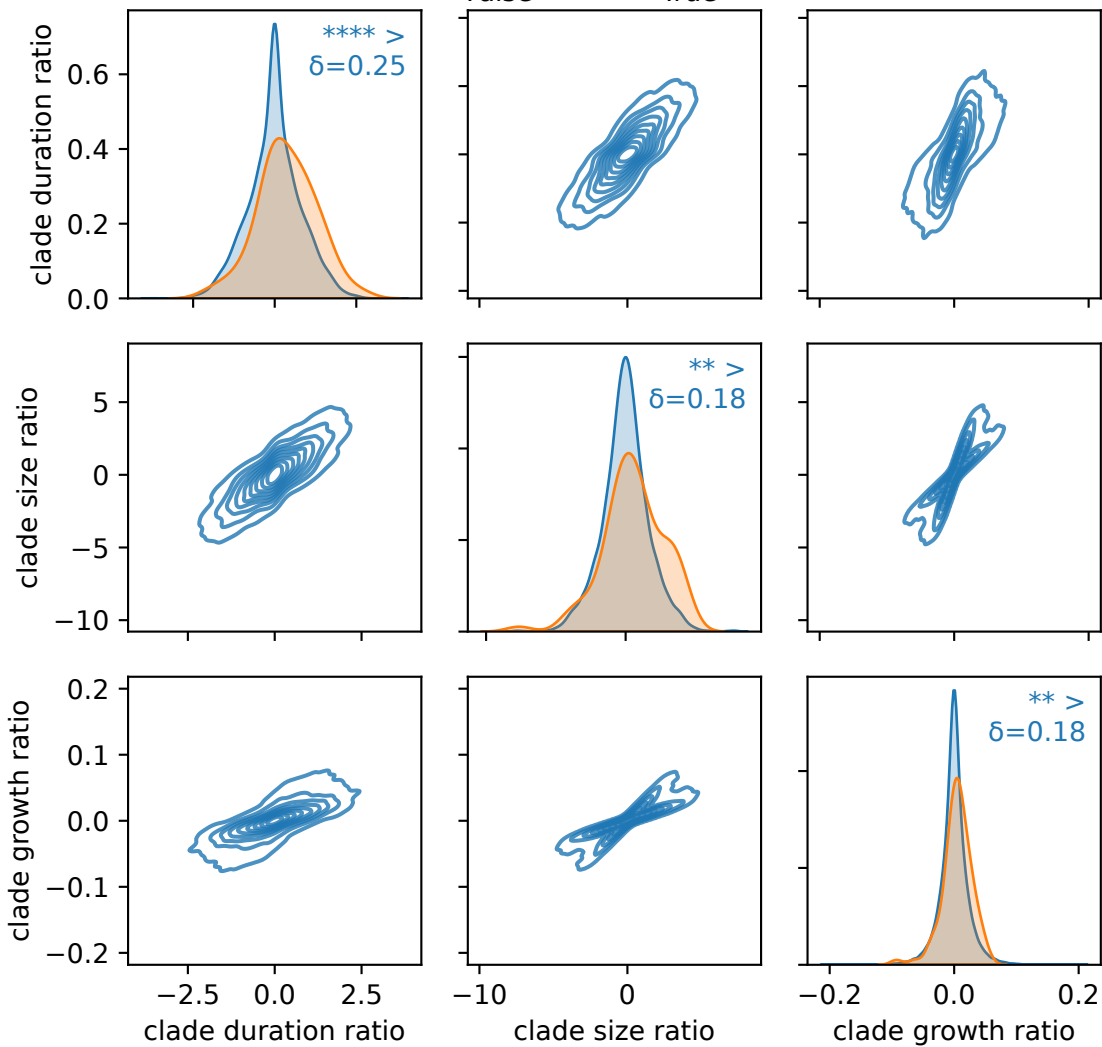 clade duration ratio
0.6
0.4
0.2
0.0
**** >
δ=0.25
clade size ratio
5
0
−5
−10
** >
δ=0.18
clade growth ratio
0.2
0.1
0.0
−0.1
−0.2
** >
δ=0.18
−2.5 0.0 2.5
clade duration ratio
−10 0
clade size ratio
−0.2 0.0 0.2
clade growth ratio